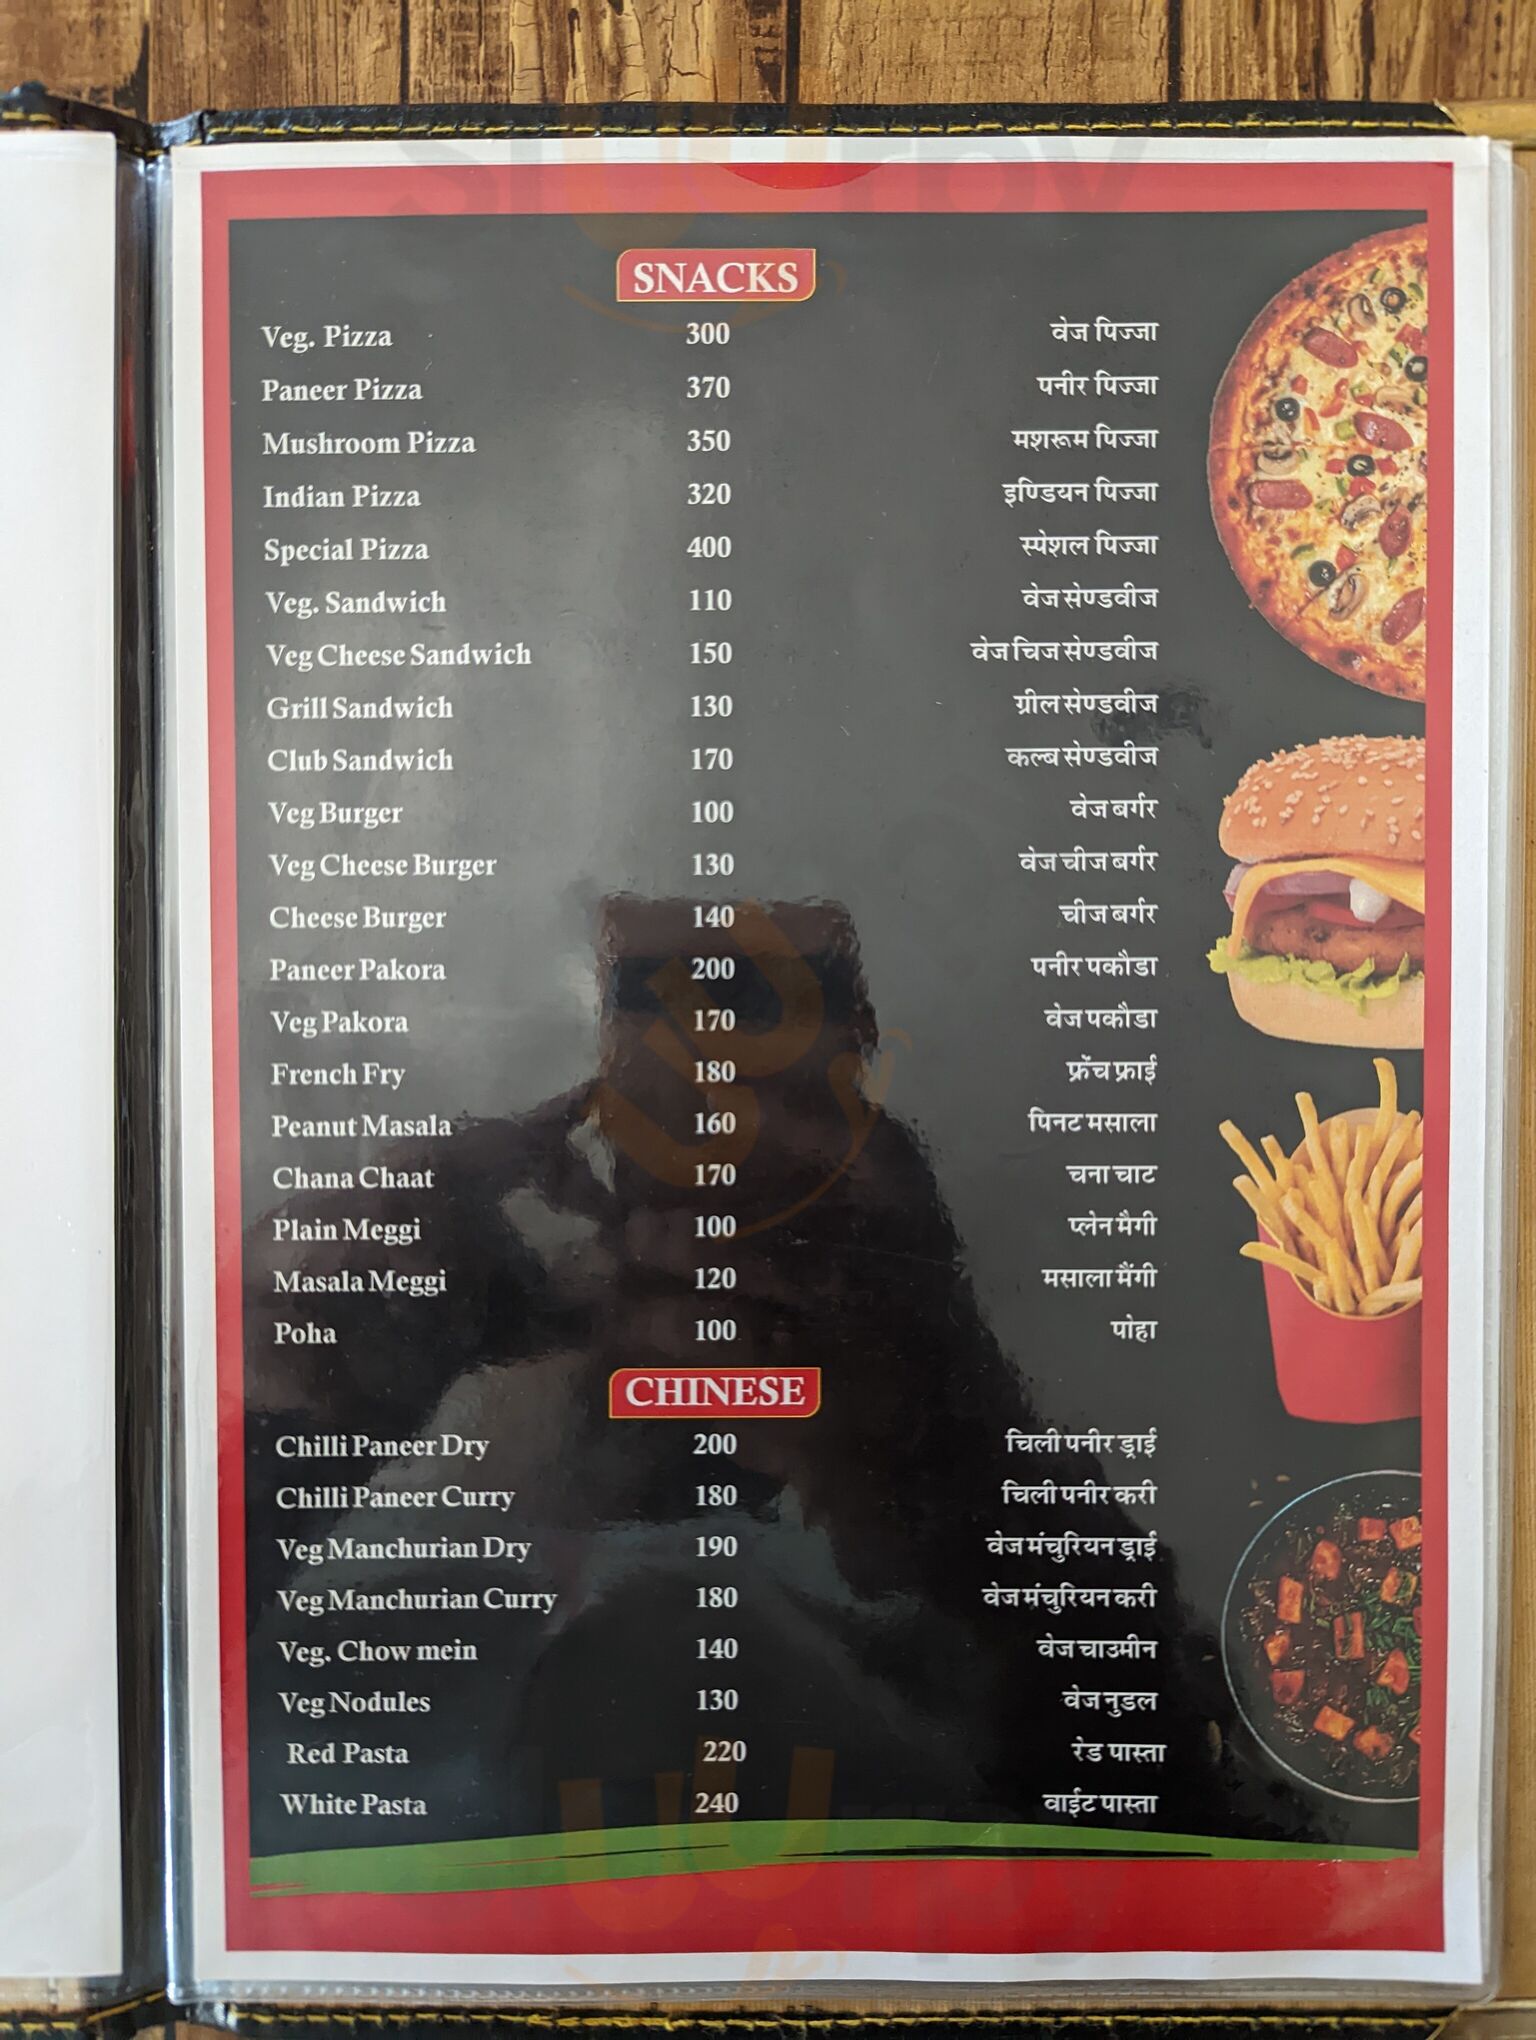 SNACKS
Veg. Pizza 300 वेज पिज्जा
Paneer Pizza 370 पनीर पिज्जा
Mushroom Pizza 350 मशरूम पिज्जा
Indian Pizza 320 इण्डियन पिज्जा
Special Pizza 400 स्पेशल पिज्जा
Veg. Sandwich 110 वेज सेण्डवीज
Veg Cheese Sandwich 150 वेज चिज सेण्डवीज
Grill Sandwich 130 ग्रील सेण्डवीज
Club Sandwich 170 कल्ब सेण्डवीज
Veg Burger 100 वेज बर्गर
Veg Cheese Burger 130 वेज चीज बर्गर
Cheese Burger 140 चीज बर्गर
Paneer Pakora 200 पनीर पकौडा
Veg Pakora 170 वेज पकौडा
French Fry 180 फ्रेंच फ्राई
Peanut Masala 160 पिनट मसाला
Chana Chaat 170 चना चाट
Plain Meggi 100 प्लेन मैगी
Masala Meggi 120 मसाला मैंगी
Poha 100 पोहा
CHINESE
Chilli Paneer Dry 200 चिली पनीर ड्राई
Chilli Paneer Curry 180 चिली पनीर करी
Veg Manchurian Dry 190 वेज मंचुरियन ड्राई
Veg Manchurian Curry 180 वेज मंचुरियन करी
Veg. Chow mein 140 वेज चाउमीन
Veg Nodules 130 वेज नुडल
Red Pasta 220 रेड पास्ता
White Pasta 240 वाईट पास्ता